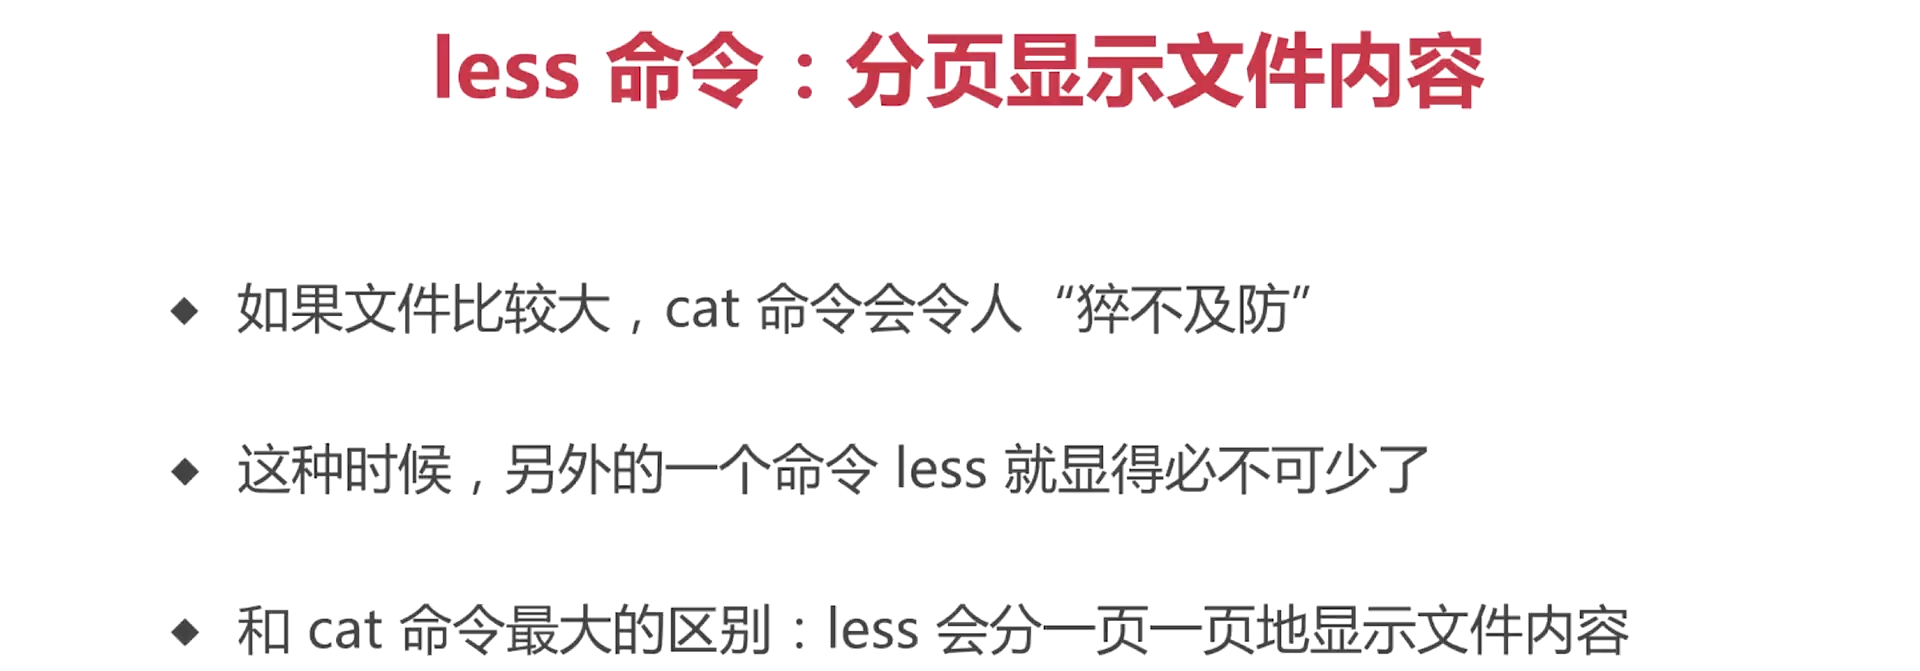 less 命令：分页显示文件内容
◆ 如果文件比较大，cat 命令会令人“猝不及防”
◆ 这种时候，另外的一个命令 less 就显得必不可少了
◆ 和 cat 命令最大的区别：less 会分一页一页地显示文件内容